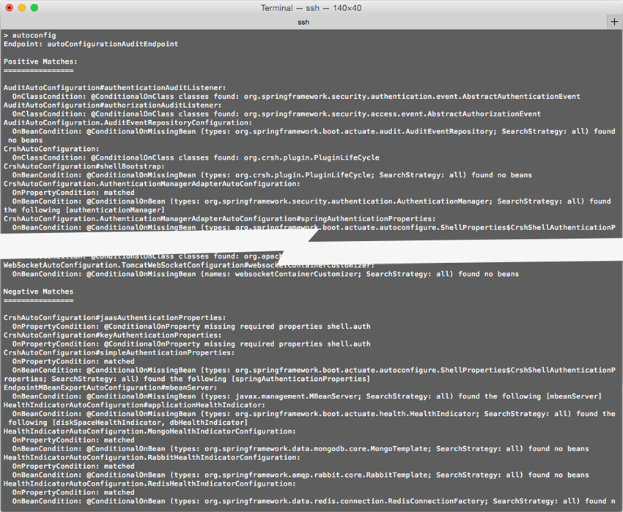 Terminal — ssh — 140×40
ssh
+
> autoconfig
Endpoint: autoConfigurationAuditEndpoint
Positive Matches:
================
AuditAutoConfiguration#authenticationAuditListener:
OnClassCondition: @ConditionalOnClass classes found: org.springframework.security.authentication.event.AbstractAuthenticationEvent
AuditAutoConfiguration#authorizationAuditListener:
OnClassCondition: @ConditionalOnClass classes found: org.springframework.security.access.event.AbstractAuthorizationEvent
AuditAutoConfiguration.AuditEventRepositoryConfiguration:
OnBeanCondition: @ConditionalOnMissingBean (types: org.springframework.boot.actuate.audit.AuditEventRepository; SearchStrategy: all) found
no beans
CrshAutoConfiguration:
OnClassCondition: @ConditionalOnClass classes found: org.crsh.plugin.PluginLifeCycle
CrshAutoConfiguration#shellBootstrap:
OnBeanCondition: @ConditionalOnMissingBean (types: org.crsh.plugin.PluginLifeCycle; SearchStrategy: all) found no beans
CrshAutoConfiguration.AuthenticationManagerAdapterAutoConfiguration:
OnPropertyCondition: matched
OnBeanCondition: @ConditionalOnBean (types: org.springframework.security.authentication.AuthenticationManager; SearchStrategy: all) found
the following [authenticationManager]
CrshAutoConfiguration.AuthenticationManagerAdapterAutoConfiguration#springAuthenticationProperties:
OnBeanCondition: @ConditionalOnMissingBean (types: org.springframework.boot.actuate.autoconfigure.ShellProperties$CrshShellAuthenticationP
OnClassCondition: @ConditionalOnClass classes found: org.apac
WebSocketAutoConfiguration.TomcatWebSocketConfiguration#websocketContainerCustomizer:
OnBeanCondition: @ConditionalOnMissingBean (names: websocketContainerCustomizer; SearchStrategy: all) found no beans
Negative Matches
================
CrshAutoConfiguration#jaasAuthenticationProperties:
OnPropertyCondition: @ConditionalOnProperty missing required properties shell.auth
CrshAutoConfiguration#keyAuthenticationProperties:
OnPropertyCondition: @ConditionalOnProperty missing required properties shell.auth
CrshAutoConfiguration#simpleAuthenticationProperties:
OnPropertyCondition: matched
OnBeanCondition: @ConditionalOnMissingBean (types: org.springframework.boot.actuate.autoconfigure.ShellProperties$CrshShellAuthenticationP
roperties; SearchStrategy: all) found the following [springAuthenticationProperties]
EndpointMBeanExportAutoConfiguration#mbeanServer:
OnBeanCondition: @ConditionalOnMissingBean (types: javax.management.MBeanServer; SearchStrategy: all) found the following [mbeanServer]
HealthIndicatorAutoConfiguration#applicationHealthIndicator:
OnBeanCondition: @ConditionalOnMissingBean (types: org.springframework.boot.actuate.health.HealthIndicator; SearchStrategy: all) found the
following [diskSpaceHealthIndicator, dbHealthIndicator]
HealthIndicatorAutoConfiguration.MongoHealthIndicatorConfiguration:
OnPropertyCondition: matched
OnBeanCondition: @ConditionalOnBean (types: org.springframework.data.mongodb.core.MongoTemplate; SearchStrategy: all) found no beans
HealthIndicatorAutoConfiguration.RabbitHealthIndicatorConfiguration:
OnPropertyCondition: matched
OnBeanCondition: @ConditionalOnBean (types: org.springframework.amqp.rabbit.core.RabbitTemplate; SearchStrategy: all) found no beans
HealthIndicatorAutoConfiguration.RedisHealthIndicatorConfiguration:
OnPropertyCondition: matched
OnBeanCondition: @ConditionalOnBean (types: org.springframework.data.redis.connection.RedisConnectionFactory; SearchStrategy: all) found n